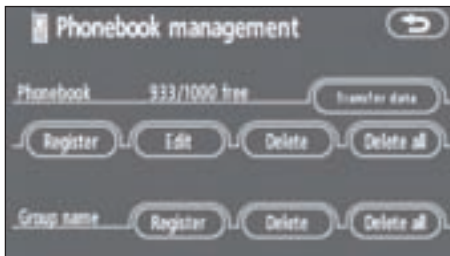 Phonebook management
Phonebook 933/1000 free Transfer data
Register Edit Delete Delete all
Group name Register Delete Delete all